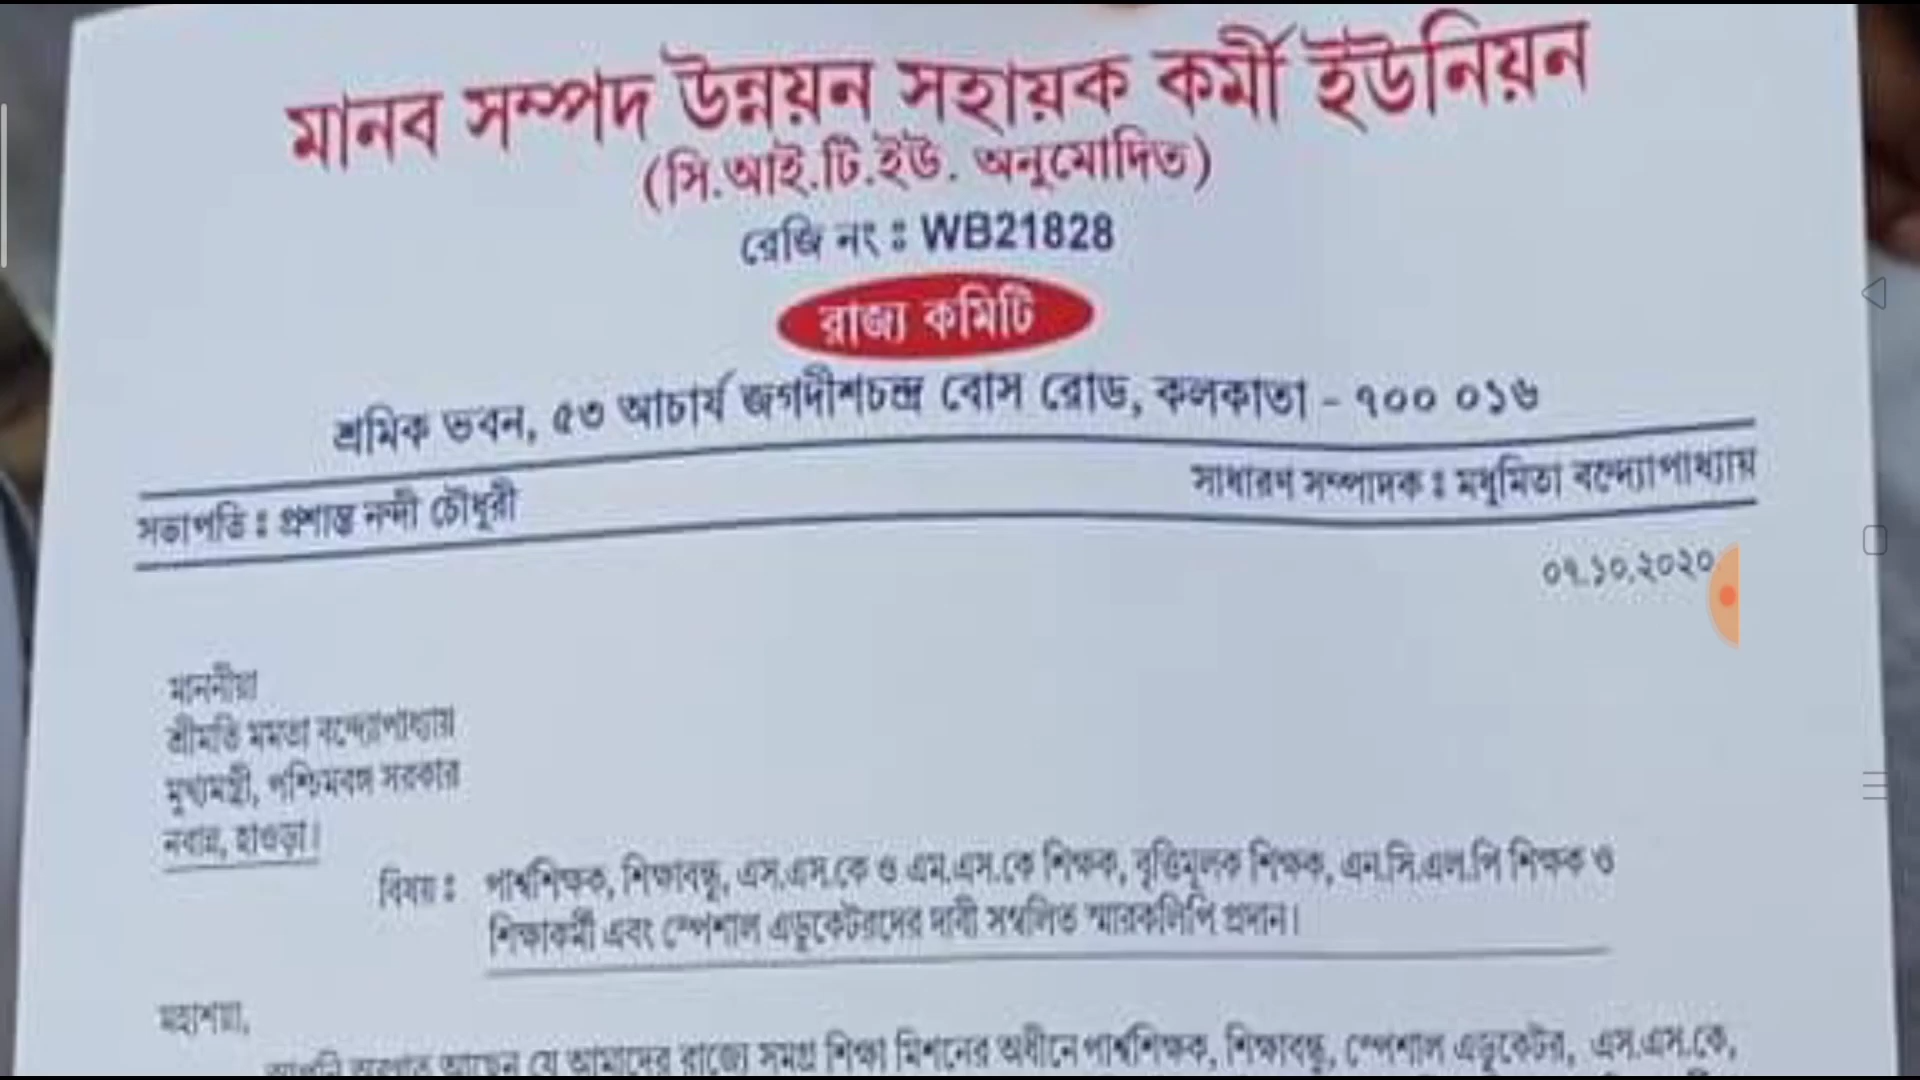 মানব সম্পদ উন্নয়ন সহায়ক কর্মী ইউনিয়ন
(সি.আই.টি.ইউ. অনুমোদিত)
রেজি নং ঃ WB21828
রাজ্য কমিটি
শ্রমিক ভবন, ৫৩ আচার্য জগদীশচন্দ্র বোস রোড, কলকাতা - ৭০০ ০১৬
সভাপতি ঃ প্রশান্ত নন্দী চৌধুরী
সাধারণ সম্পাদক ঃ মধুমিতা বন্দ্যোপাধ্যায়
০৭.১০.২০২০
মাননীয়া
শ্রীমতি মমতা বন্দ্যোপাধ্যায়
মুখ্যমন্ত্রী, পশ্চিমবঙ্গ সরকার
নবান্ন, হাওড়া।
বিষয় ঃ পার্শ্বশিক্ষক, শিক্ষাবন্ধু, এস.এস.কে ও এম.এস.কে শিক্ষক, বৃত্তিমূলক শিক্ষক, এন.সি.এল.পি শিক্ষক ও
শিক্ষাকর্মী এবং স্পেশাল এডুকেটরদের দাবী সম্বলিত স্মারকলিপি প্রদান।
মহাশয়া,
আপনি অবগত আছেন যে আমাদের রাজ্যে সমগ্র শিক্ষা মিশনের অধীনে পার্শ্বশিক্ষক, শিক্ষাবন্ধু, স্পেশাল এডুকেটর, এস.এস.কে,